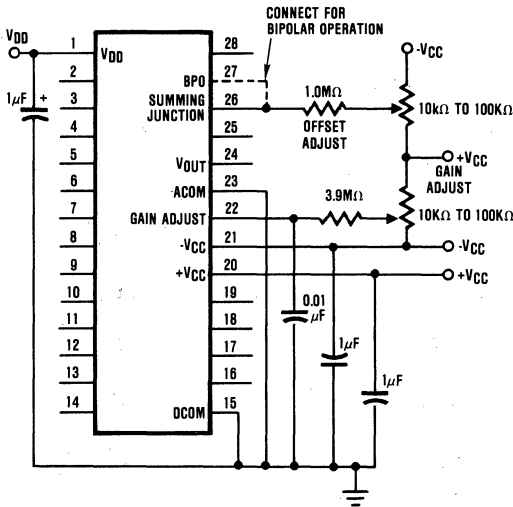 CONNECT FOR
BIPOLAR OPERATION
VDD
1
VDD
28
-VCC
2
BPO
27
1µF
+
3
SUMMING
JUNCTION
26
1.0MΩ
OFFSET
ADJUST
10kΩ TO 100KΩ
4
25
5
VOUT
24
+VCC
GAIN
ADJUST
6
ACOM
23
3.9MΩ
7
GAIN ADJUST
22
10KΩ TO 100KΩ
8
-VCC
21
-VCC
9
+VCC
20
+VCC
10
19
0.01
µF
11
18
12
17
1µF
13
16
1µF
14
DCOM
15